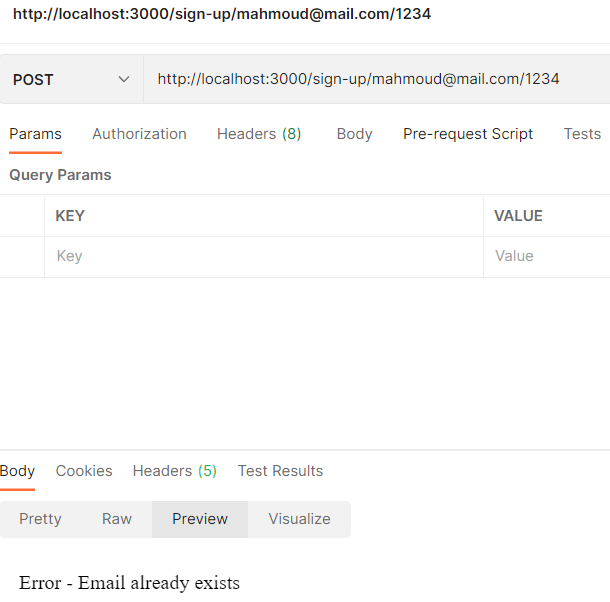 http://localhost:3000/sign-up/mahmoud@mail.com/1234
POST http://localhost:3000/sign-up/mahmoud@mail.com/1234
Params Authorization Headers (8) Body Pre-request Script Tests
Query Params
KEY VALUE
Key Value
Body Cookies Headers (5) Test Results
Pretty Raw Preview Visualize
Error - Email already exists